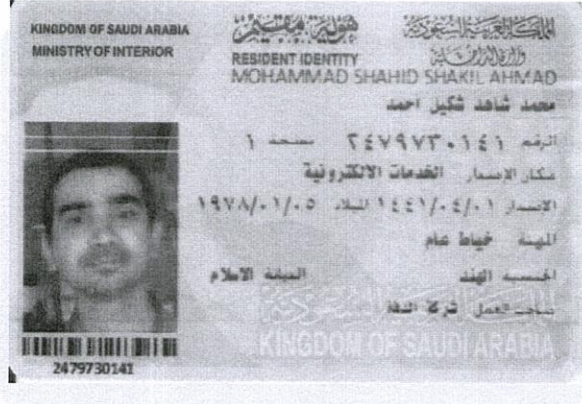 KINGDOM OF SAUDI ARABIA
MINISTRY OF INTERIOR
هوية مقيم
المملكة العربية السعودية
وزارة الداخلية
RESIDENT IDENTITY
MOHAMMAD SHAHID SHAKIL AHMAD
محمد شاهد شكيل احمد
الرقم ٢٤٧٩٧٣٠١٤١ نسخة ١
مكان الإصدار الخدمات الالكترونية
الاصدار ١٤٤١/٠٤/٠١ الميلاد ١٩٧٨/٠١/٠٥
المهنة خياط عام
الجنسية الهند الديانة الاسلام
صاحب العمل شركة
KINGDOM OF SAUDI ARABIA
2479730141